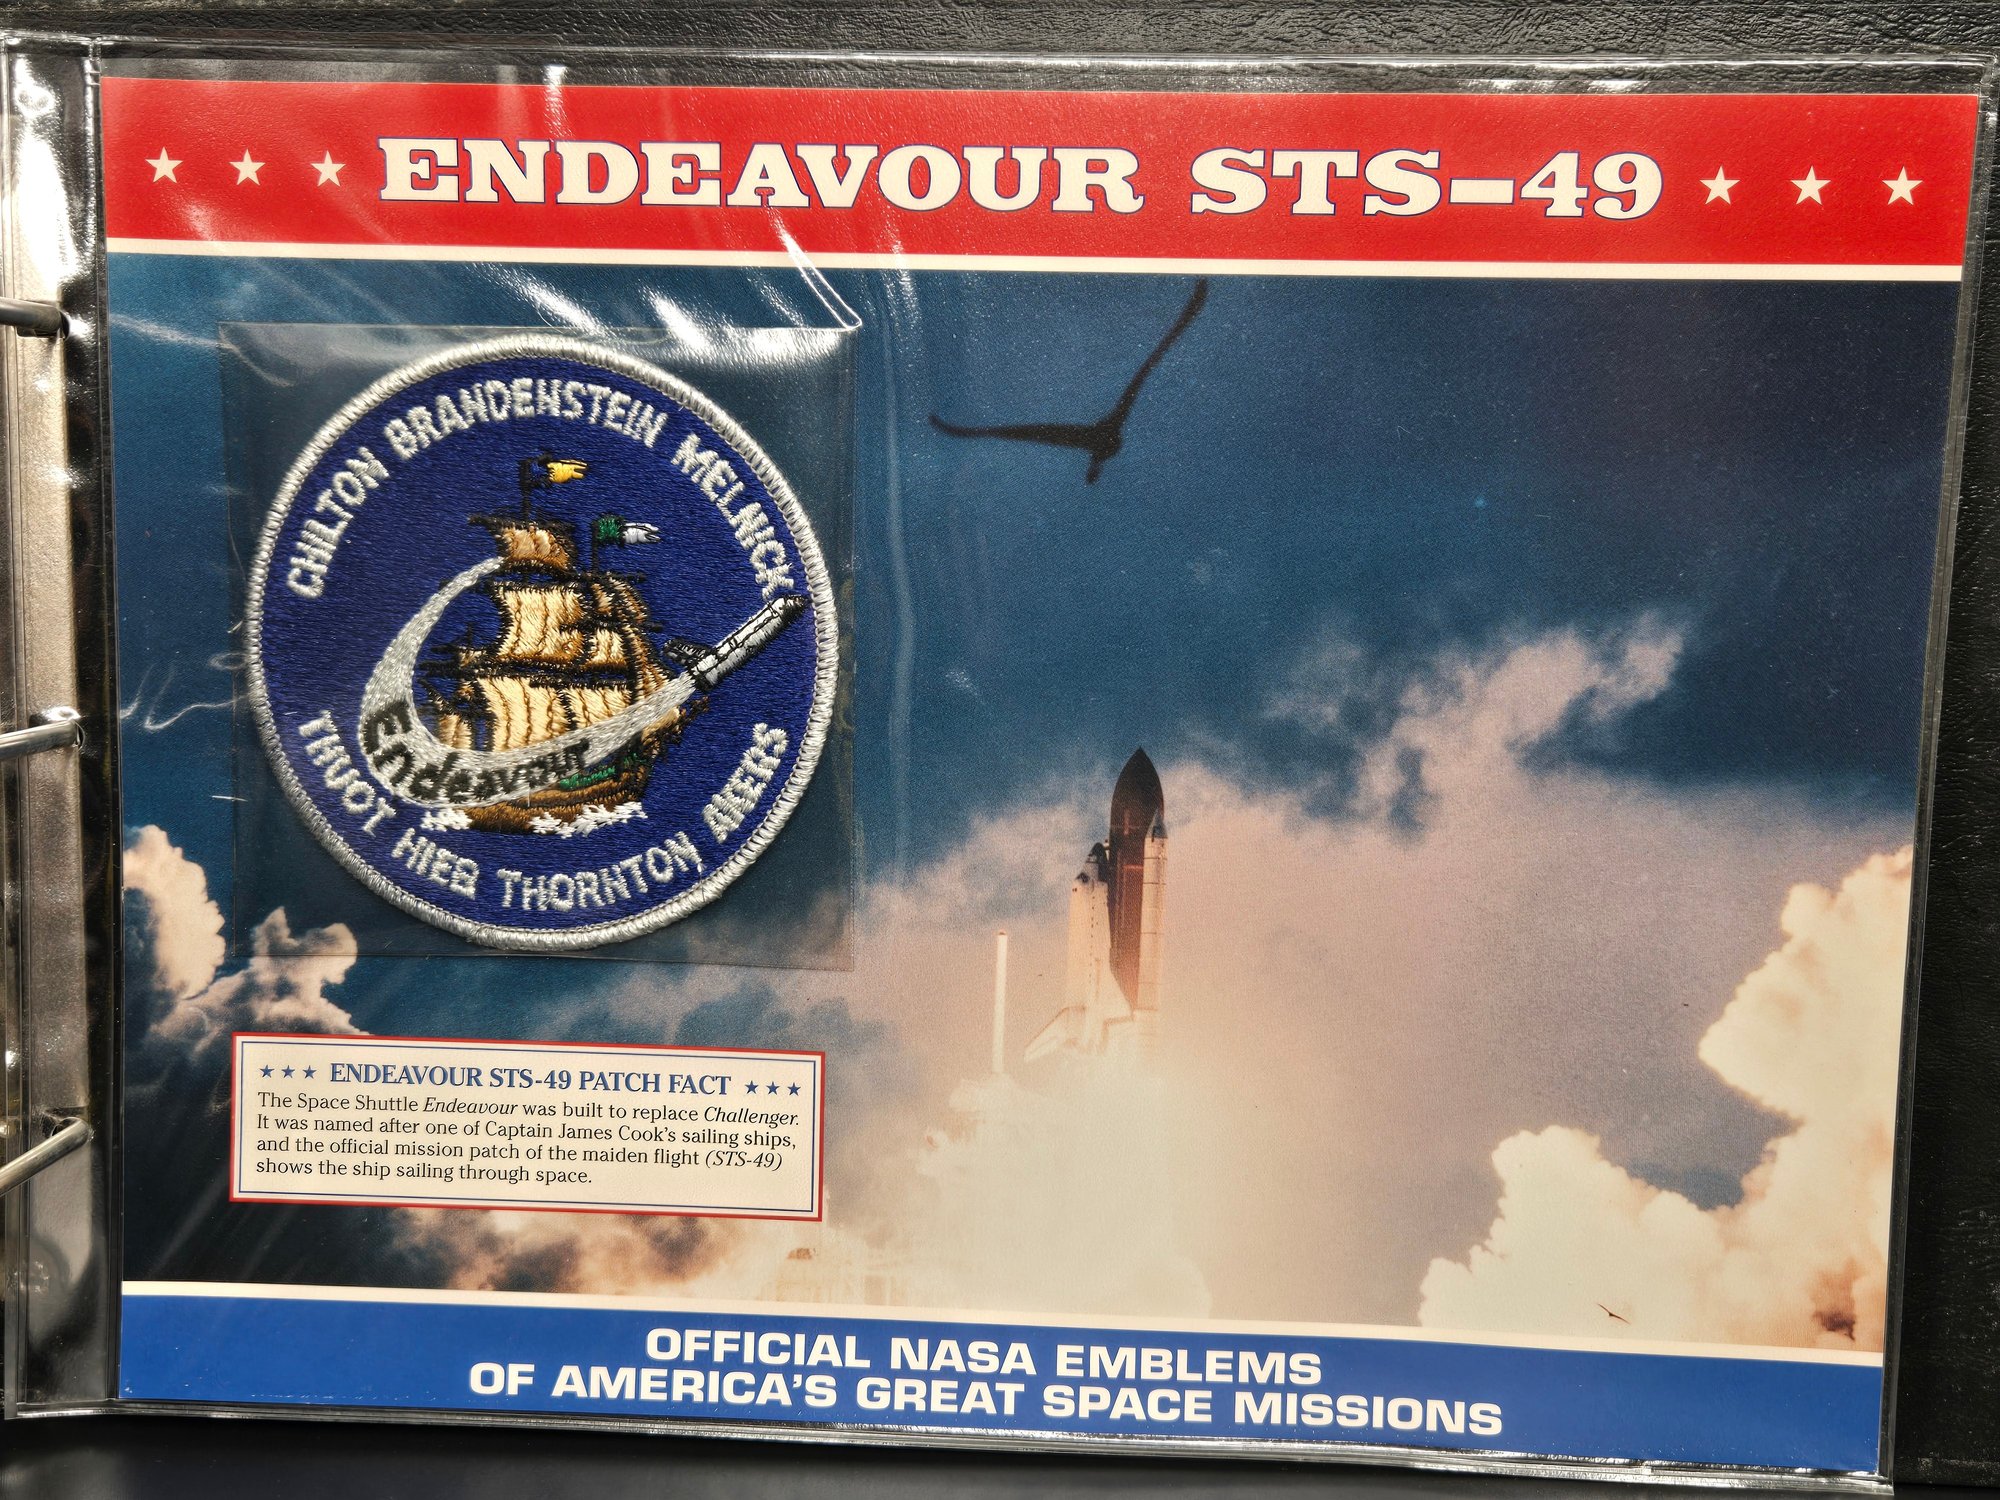 ENDEAVOUR STS-49
CHILTON BRANDENSTEIN MELNICK
Endeavour
THUOT HIEB THORNTON AKERS
ENDEAVOUR STS-49 PATCH FACT
The Space Shuttle Endeavour was built to replace Challenger.
It was named after one of Captain James Cook's sailing ships,
and the official mission patch of the maiden flight (STS-49)
shows the ship sailing through space.
OFFICIAL NASA EMBLEMS
OF AMERICA'S GREAT SPACE MISSIONS